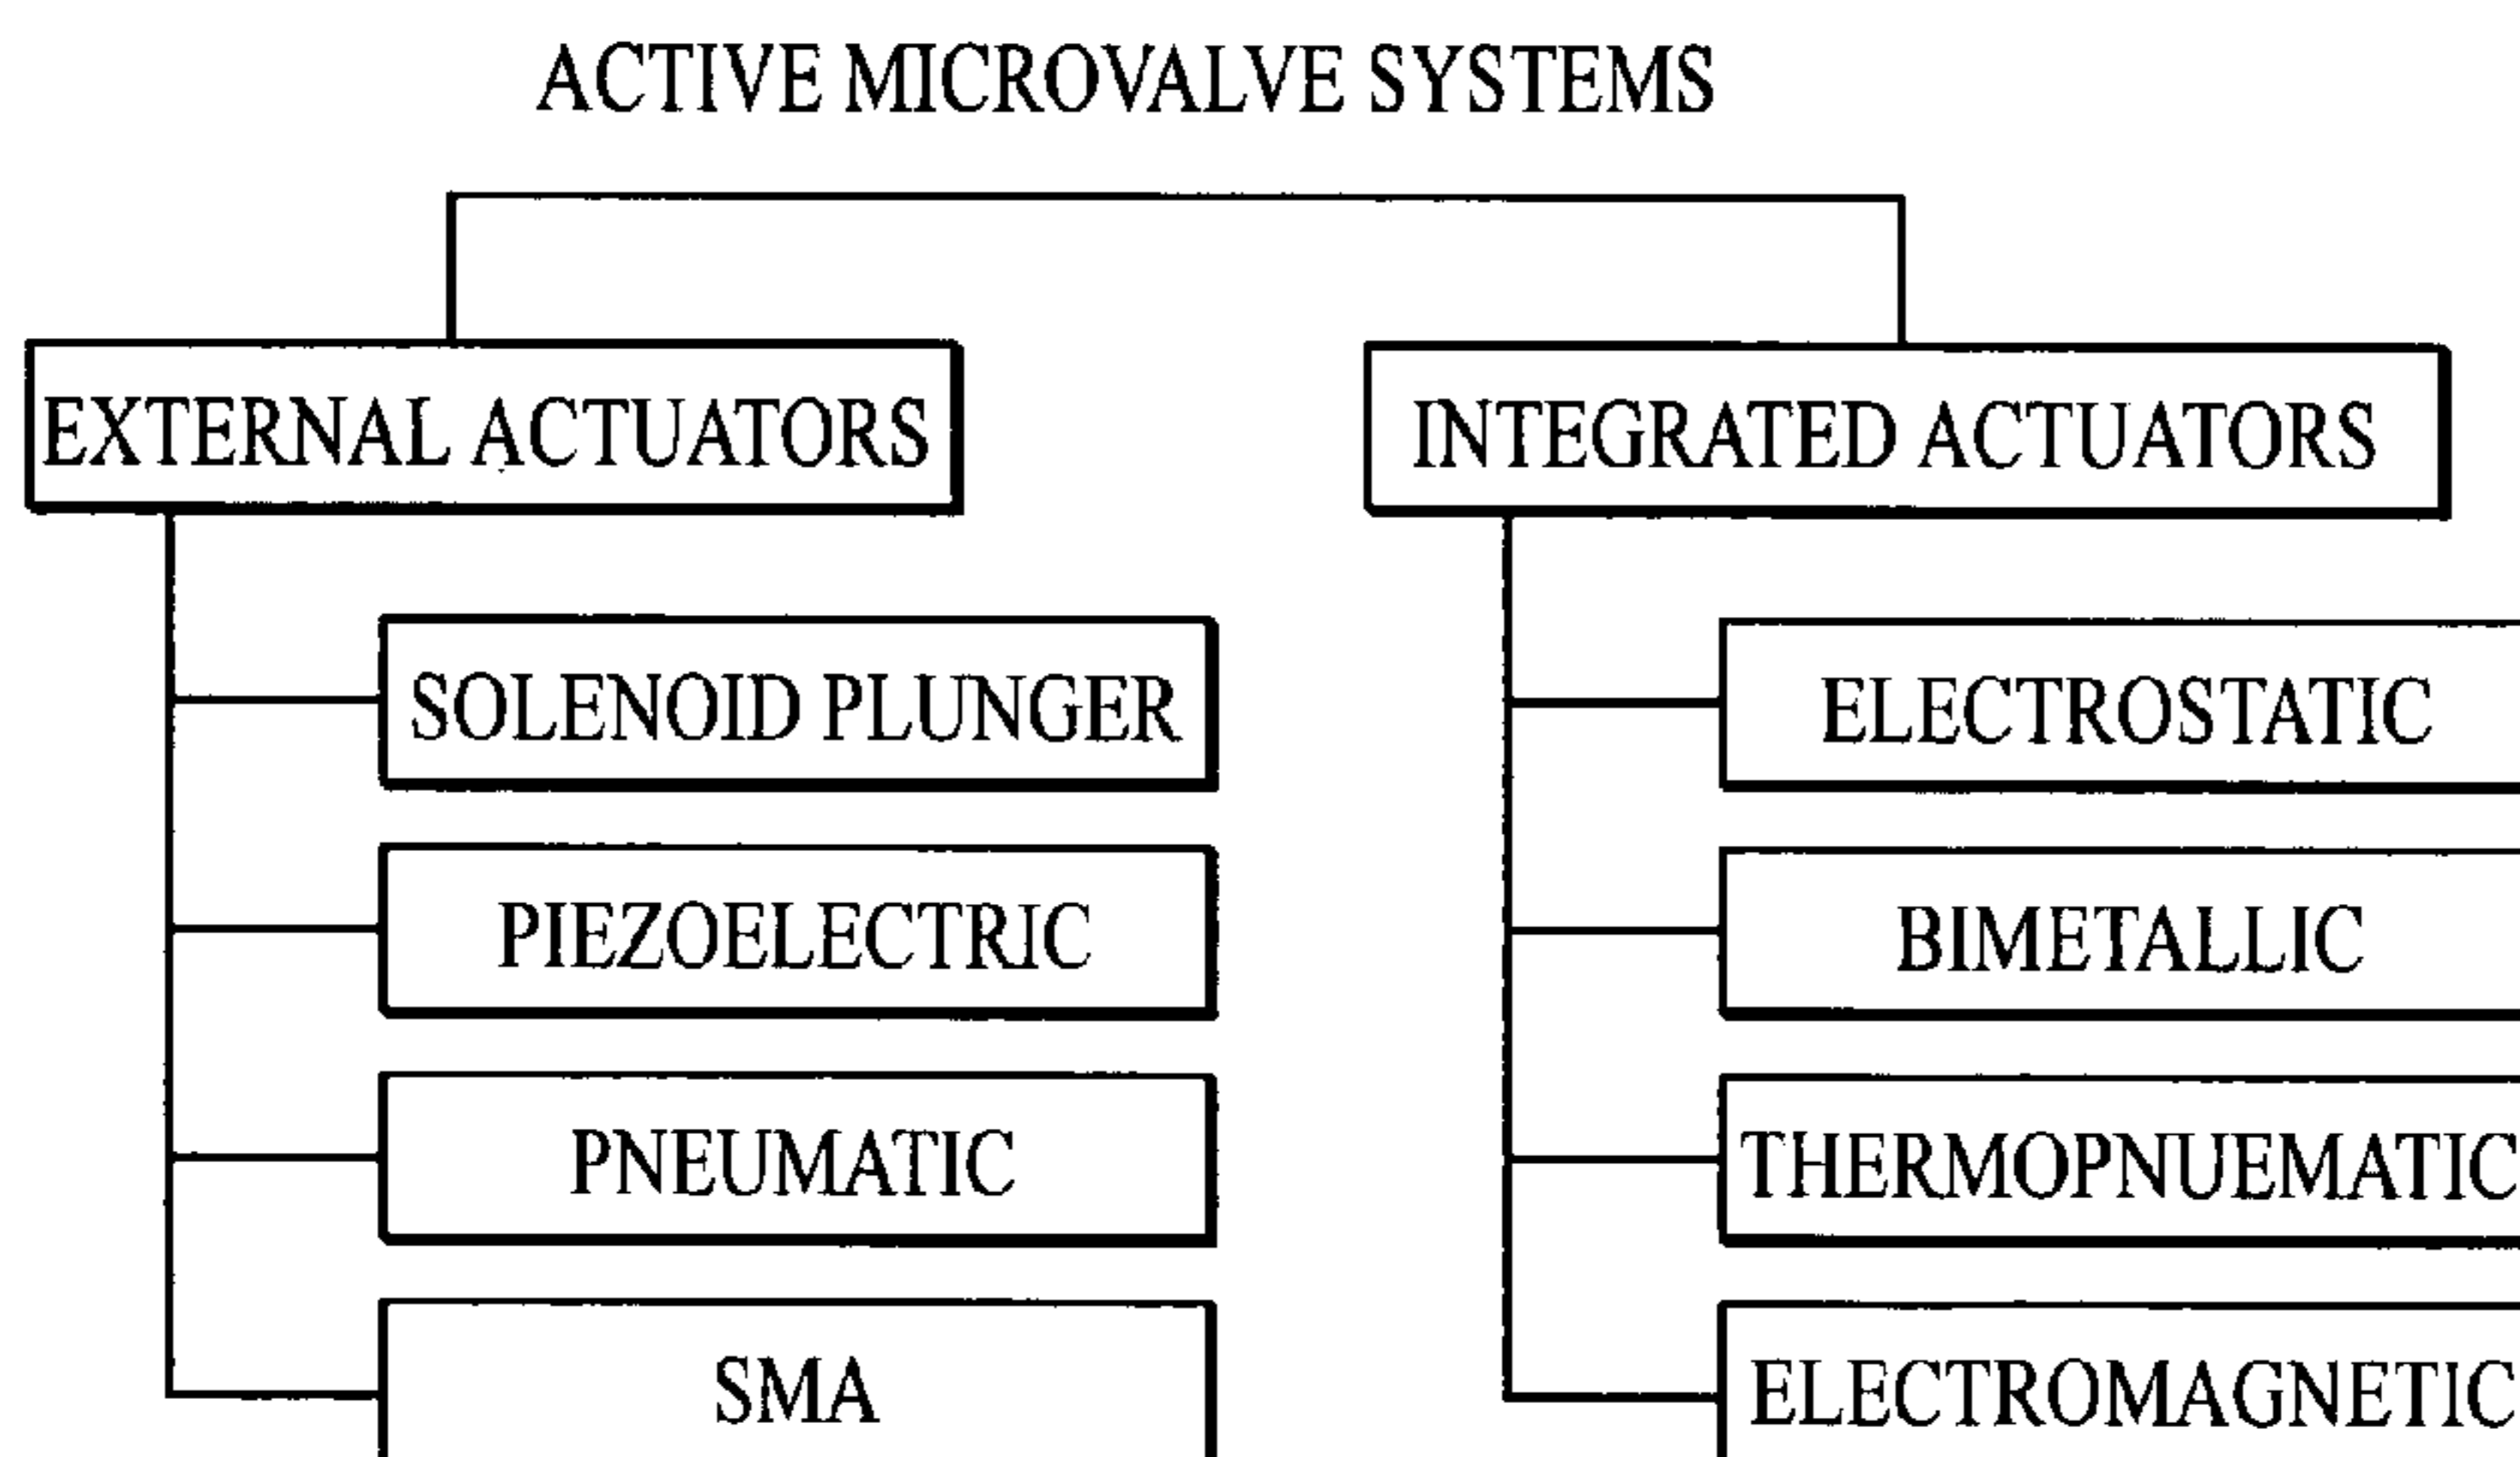 ACTIVE MICROVALVE SYSTEMS
EXTERNAL ACTUATORS
SOLENOID PLUNGER
PIEZOELECTRIC
PNEUMATIC
SMA
INTEGRATED ACTUATORS
ELECTROSTATIC
BIMETALLIC
THERMOPNUEMATIC
ELECTROMAGNETIC